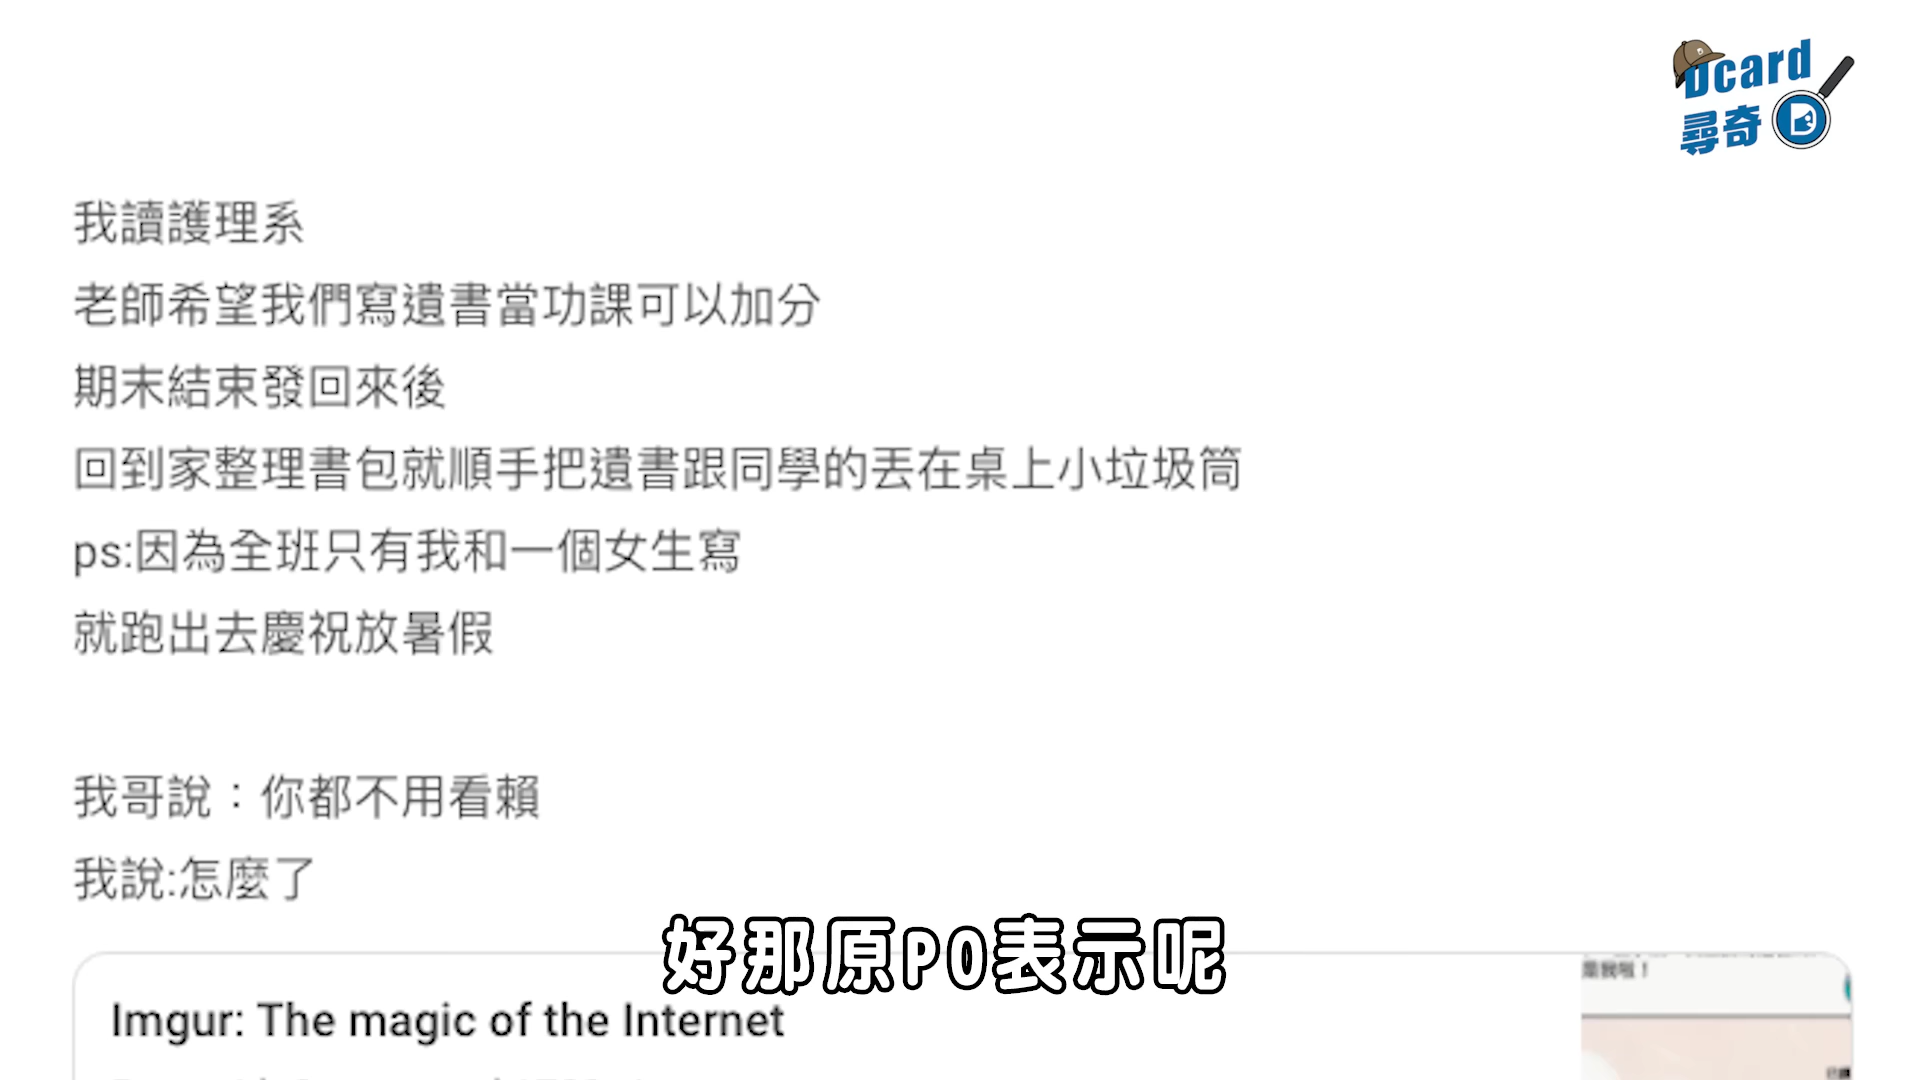 Dcard
尋奇
我讀護理系
老師希望我們寫遺書當功課可以加分
期末結束發回來後
回到家整理書包就順手把遺書跟同學的丟在桌上小垃圾筒
ps:因為全班只有我和一個女生寫
就跑出去慶祝放暑假
我哥說：你都不用看賴
我說:怎麼了
好那原PO表示呢
Imgur: The magic of the Internet